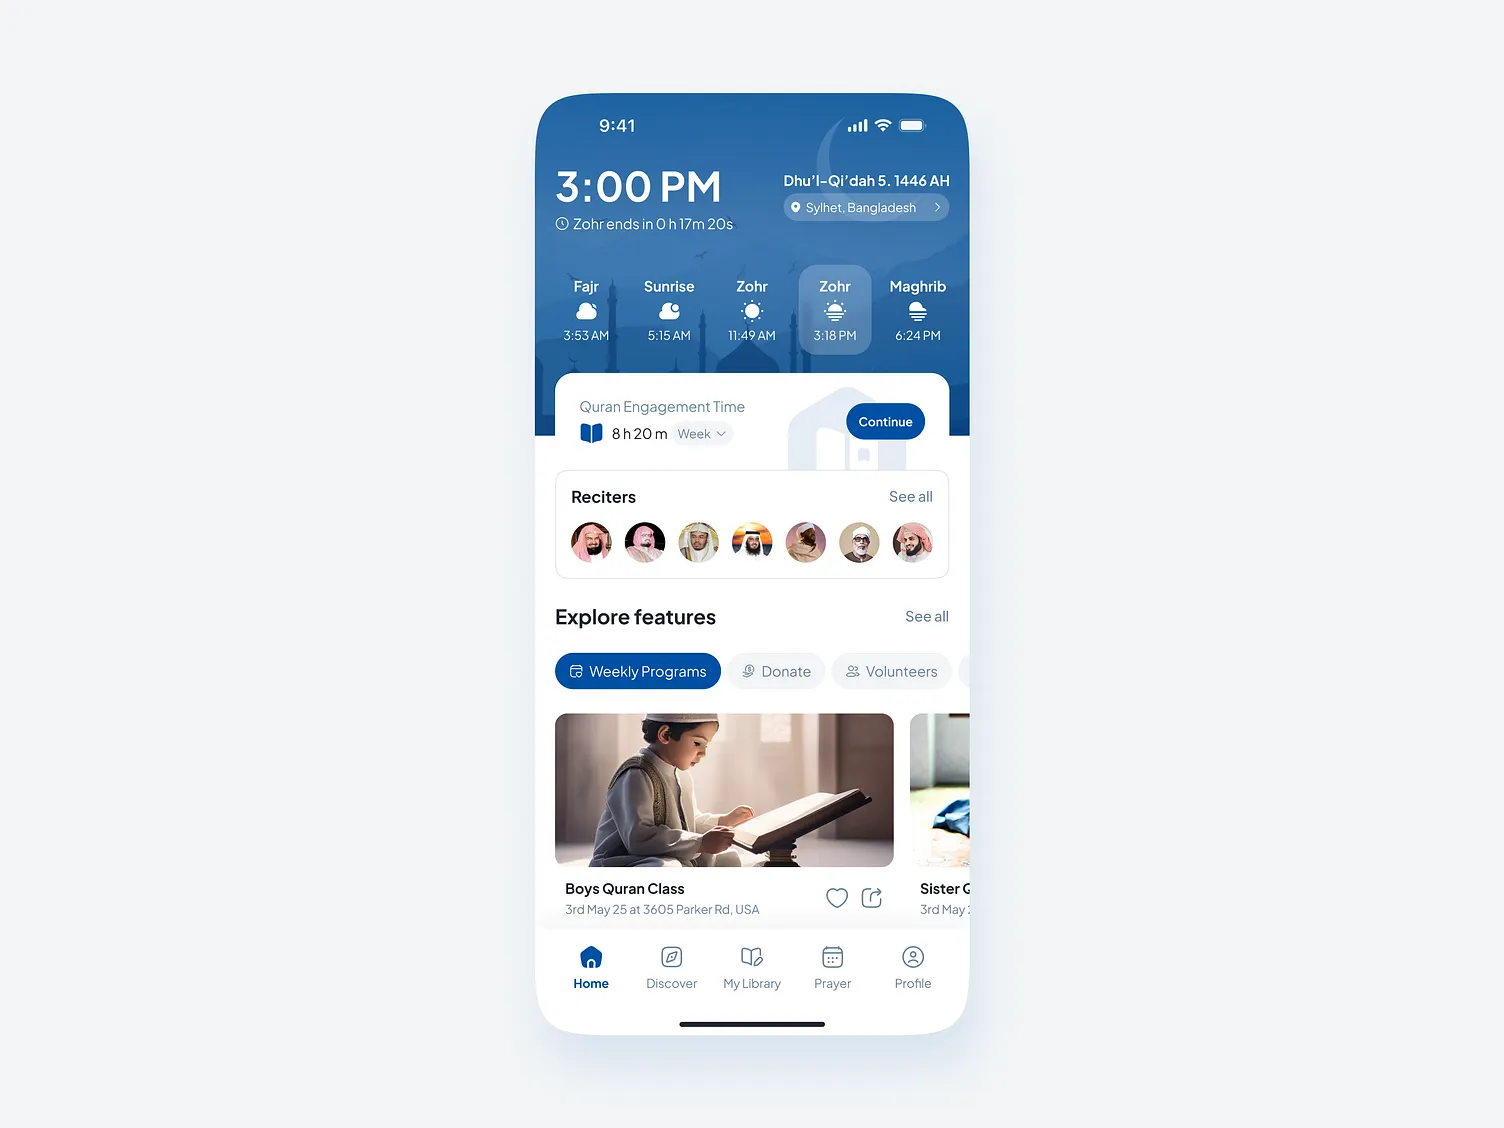 9:41
3:00 PM
Dhu'l-Qi'dah 5. 1446 AH
Sylhet, Bangladesh
Zohr ends in 0 h 17m 20s
Fajr Sunrise Zohr Zohr Maghrib
3:53 AM 5:15 AM 11:49 AM 3:18 PM 6:24 PM
Quran Engagement Time
8 h 20 m Week
Continue
Reciters See all
Explore features See all
Weekly Programs Donate Volunteers
Boys Quran Class
3rd May 25 at 3605 Parker Rd, USA
Sister
3rd May
Home Discover My Library Prayer Profile